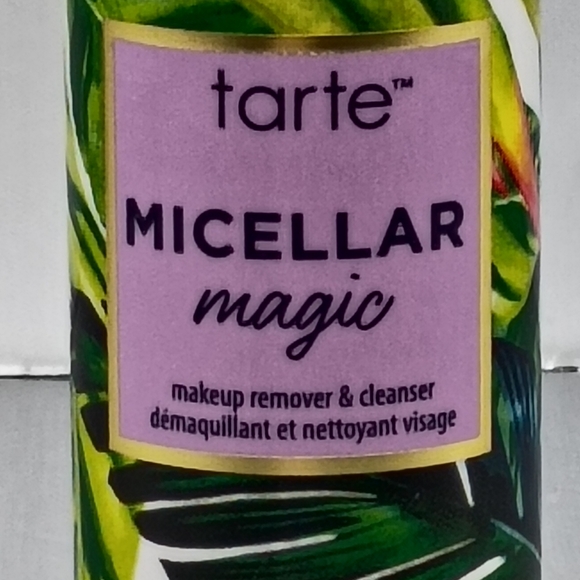 tarte™
MICELLAR
magic
makeup remover & cleanser
démaquillant et nettoyant visage